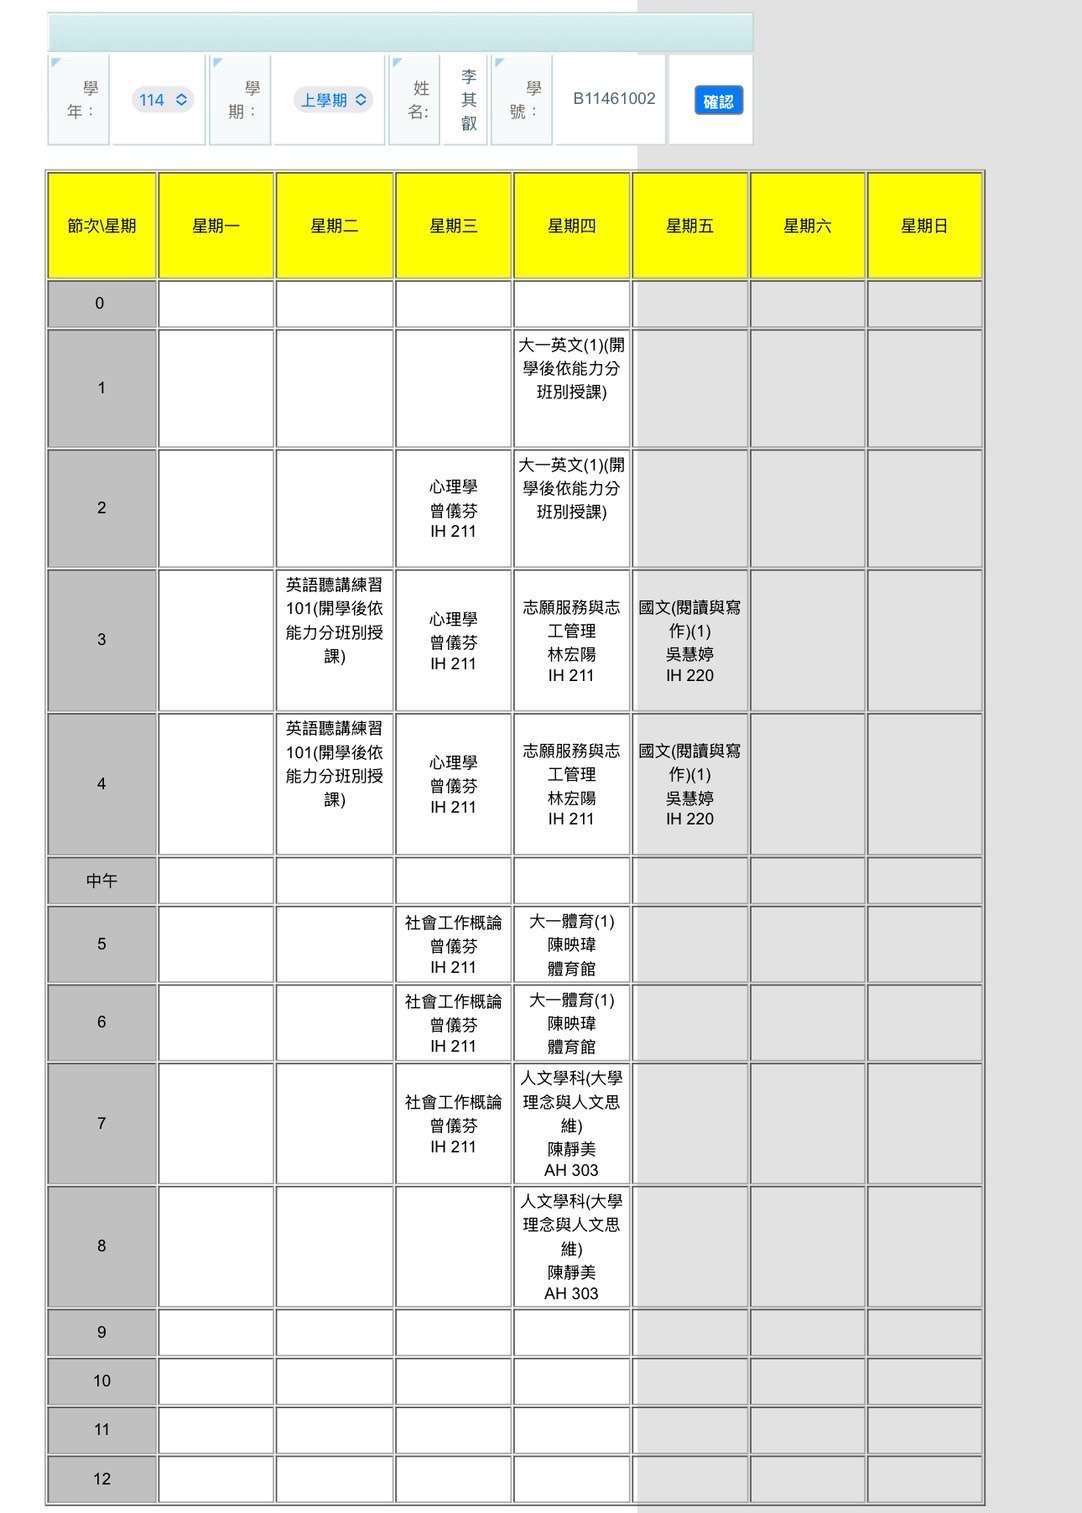 學年： 114 學期： 上學期 姓名: 李其叡 學號： B11461002 確認
節次\星期 星期一 星期二 星期三 星期四 星期五 星期六 星期日
0
1
大一英文(1)(開
學後依能力分
班別授課)
2
心理學
曾儀芬
IH 211
大一英文(1)(開
學後依能力分
班別授課)
3
英語聽講練習
101(開學後依
能力分班別授
課)
心理學
曾儀芬
IH 211
志願服務與志
工管理
林宏陽
IH 211
國文(閱讀與寫
作)(1)
吳慧婷
IH 220
4
英語聽講練習
101(開學後依
能力分班別授
課)
心理學
曾儀芬
IH 211
志願服務與志
工管理
林宏陽
IH 211
國文(閱讀與寫
作)(1)
吳慧婷
IH 220
中午
5
社會工作概論
曾儀芬
IH 211
大一體育(1)
陳映瑋
體育館
6
社會工作概論
曾儀芬
IH 211
大一體育(1)
陳映瑋
體育館
7
社會工作概論
曾儀芬
IH 211
人文學科(大學
理念與人文思
維)
陳靜美
AH 303
8
人文學科(大學
理念與人文思
維)
陳靜美
AH 303
9
10
11
12